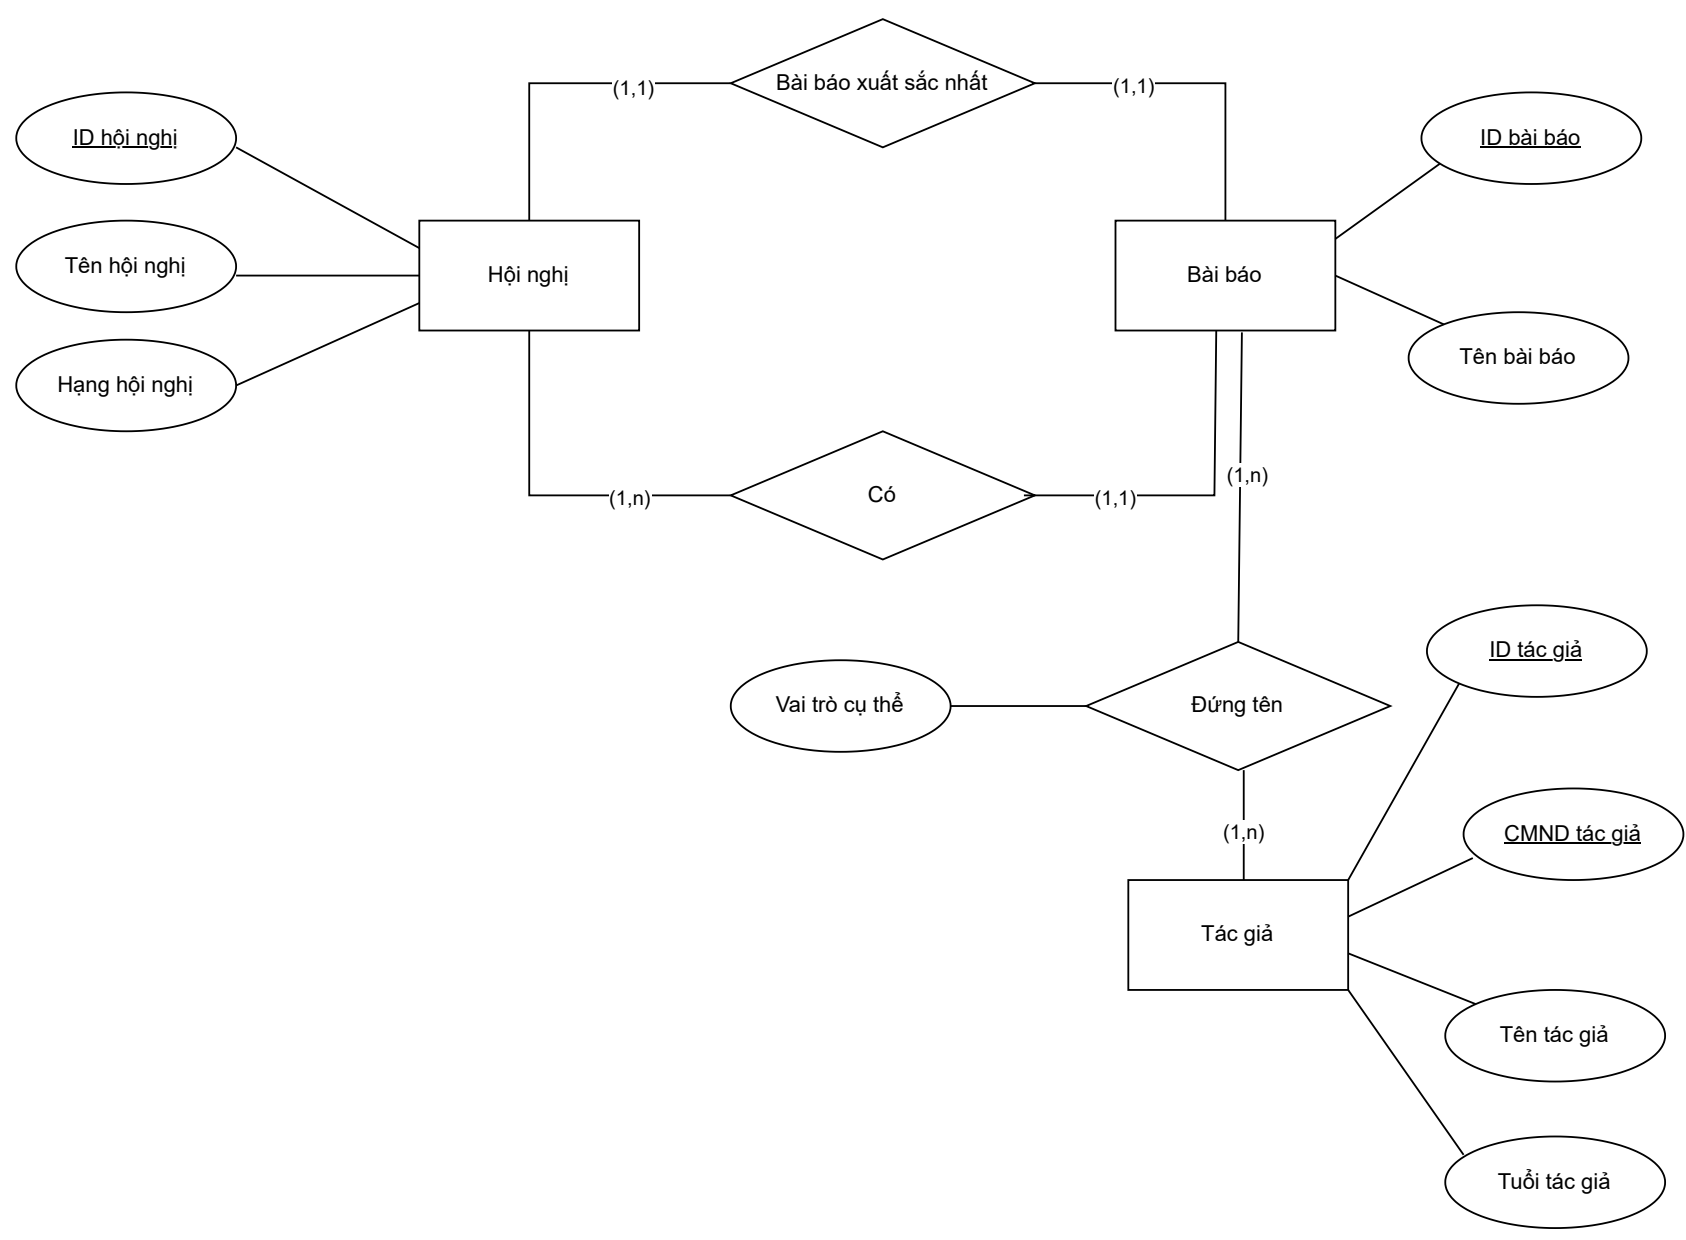 Bài báo xuất sắc nhất
(1,1)
(1,1)
ID hội nghị
ID bài báo
Tên hội nghị
Hội nghị
Bài báo
Tên bài báo
Hạng hội nghị
(1,n)
Có
(1,1)
(1,n)
ID tác giả
Vai trò cụ thể
Đứng tên
(1,n)
CMND tác giả
Tác giả
Tên tác giả
Tuổi tác giả